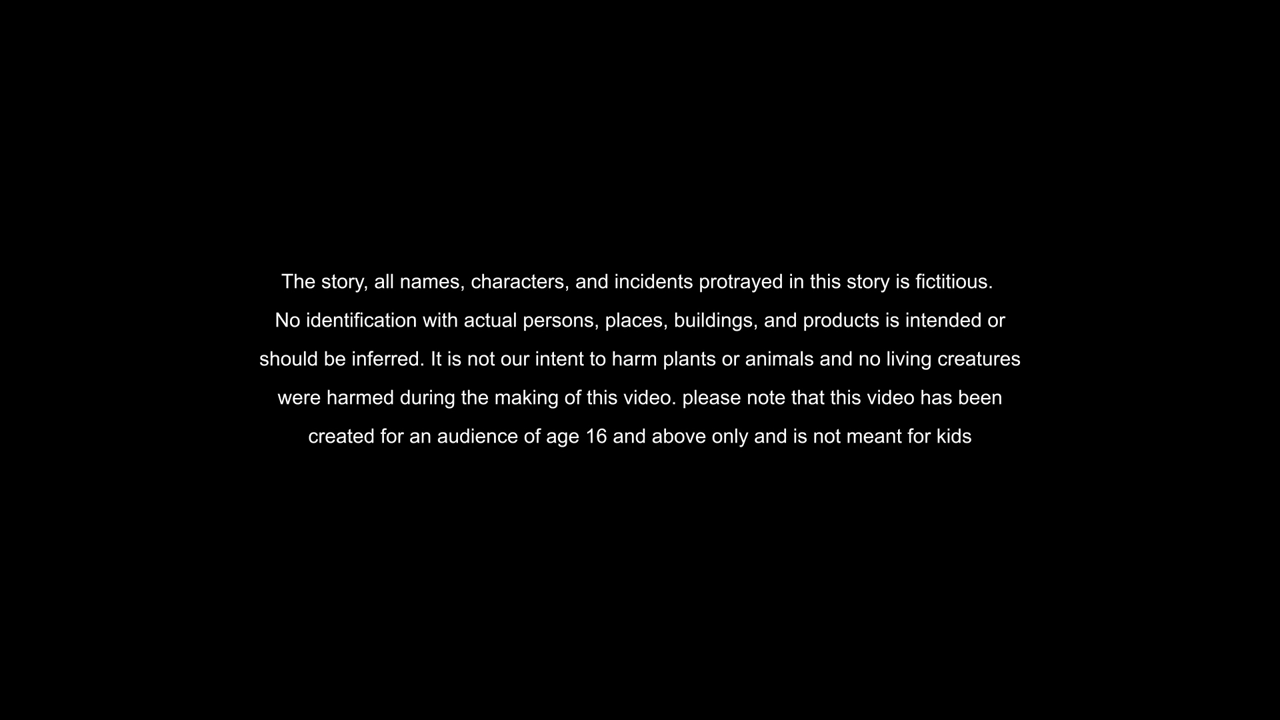 The story, all names, characters, and incidents protrayed in this story is fictitious.
No identification with actual persons, places, buildings, and products is intended or
should be inferred. It is not our intent to harm plants or animals and no living creatures
were harmed during the making of this video. please note that this video has been
created for an audience of age 16 and above only and is not meant for kids